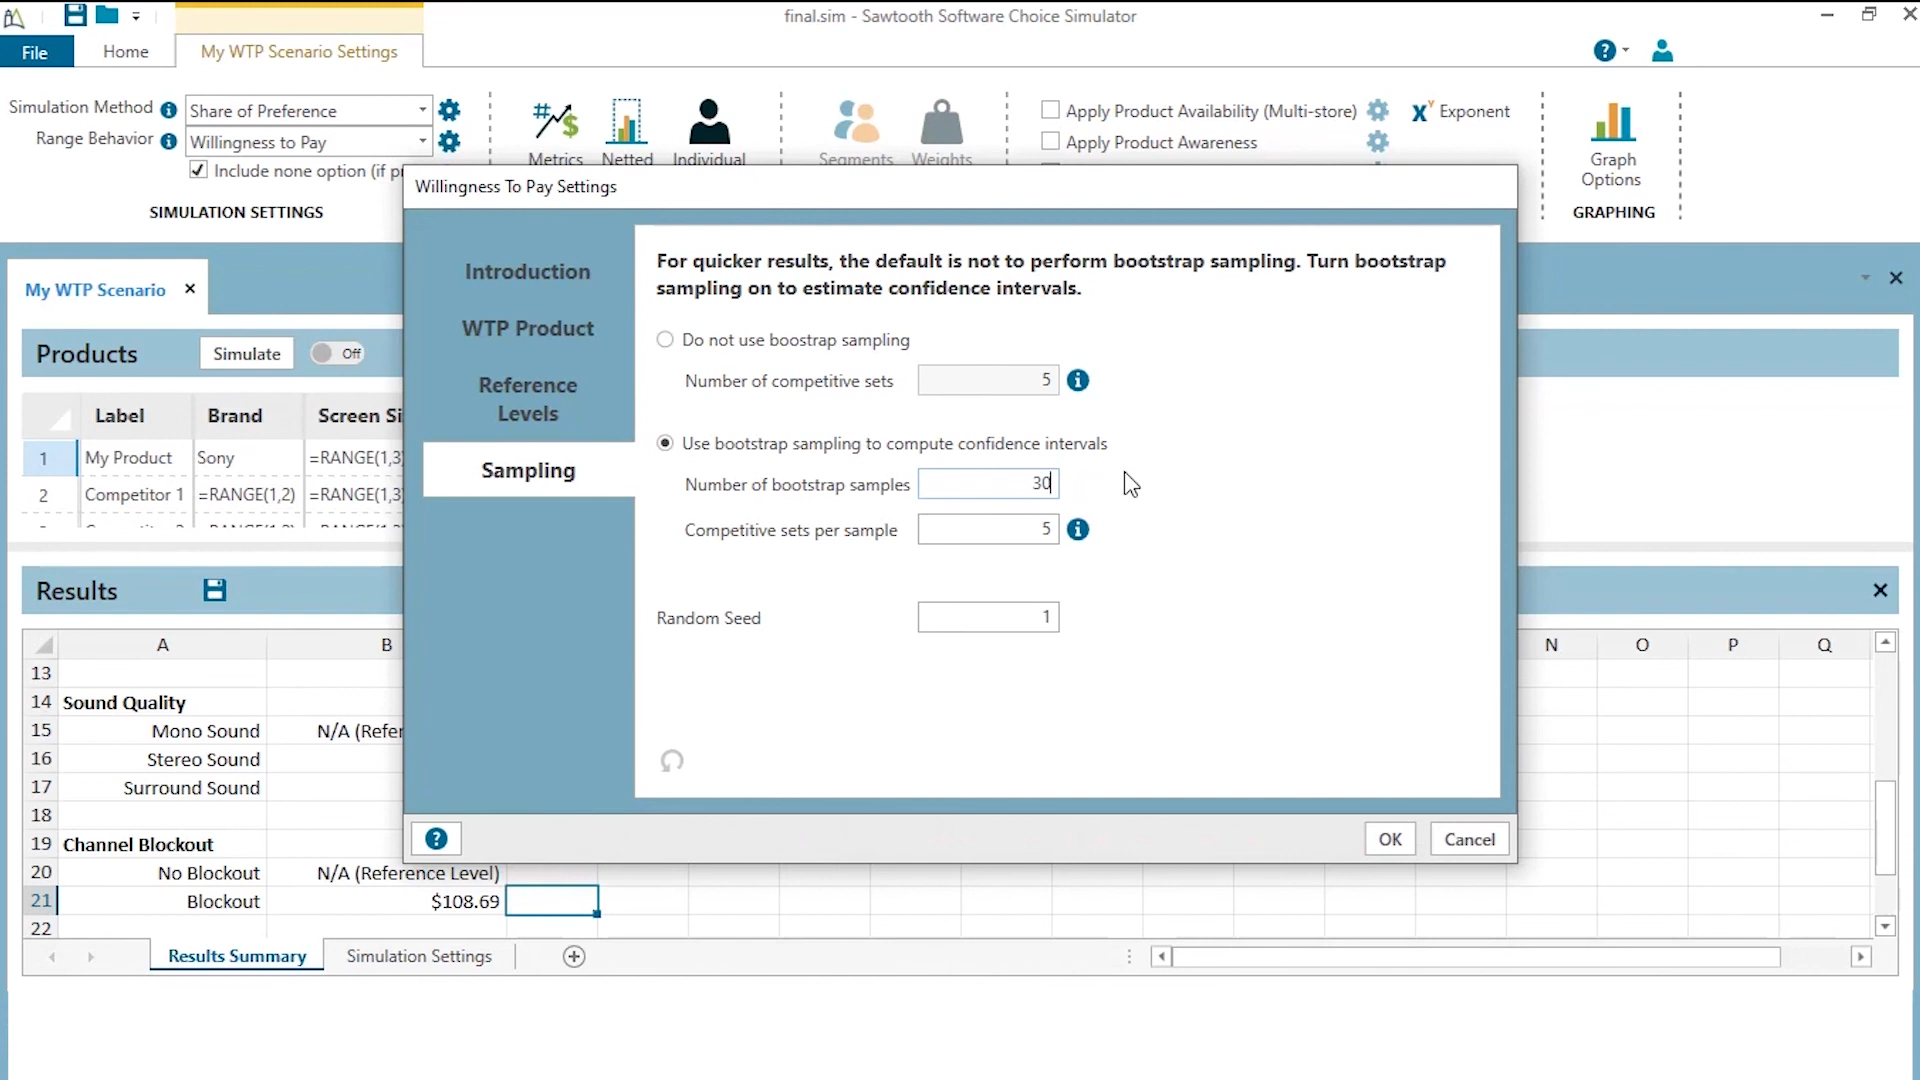 final.sim - Sawtooth Software Choice Simulator
File
Home
My WTP Scenario Settings
Simulation Method
Share of Preference
Range Behavior
Willingness to Pay
Include none option (if p
SIMULATION SETTINGS
Metrics
Netted
Individual
Segments
Weights
Apply Product Availability (Multi-store)
Apply Product Awareness
Exponent
Graph
Options
GRAPHING
My WTP Scenario
Products
Simulate
Off
Label
Brand
Screen Si
1
My Product
Sony
=RANGE(1,3)
2
Competitor 1
=RANGE(1,2)
=RANGE(1,3)
Willingness To Pay Settings
Introduction
WTP Product
Reference
Levels
Sampling
For quicker results, the default is not to perform bootstrap sampling. Turn bootstrap
sampling on to estimate confidence intervals.
Do not use boostrap sampling
Number of competitive sets
5
Use bootstrap sampling to compute confidence intervals
Number of bootstrap samples
30
Competitive sets per sample
5
Random Seed
1
OK
Cancel
Results
A
B
N
O
P
Q
13
14 Sound Quality
15 Mono Sound N/A (Refer
16 Stereo Sound
17 Surround Sound
18
19 Channel Blockout
20 No Blockout N/A (Reference Level)
21 Blockout $108.69
22
Results Summary
Simulation Settings